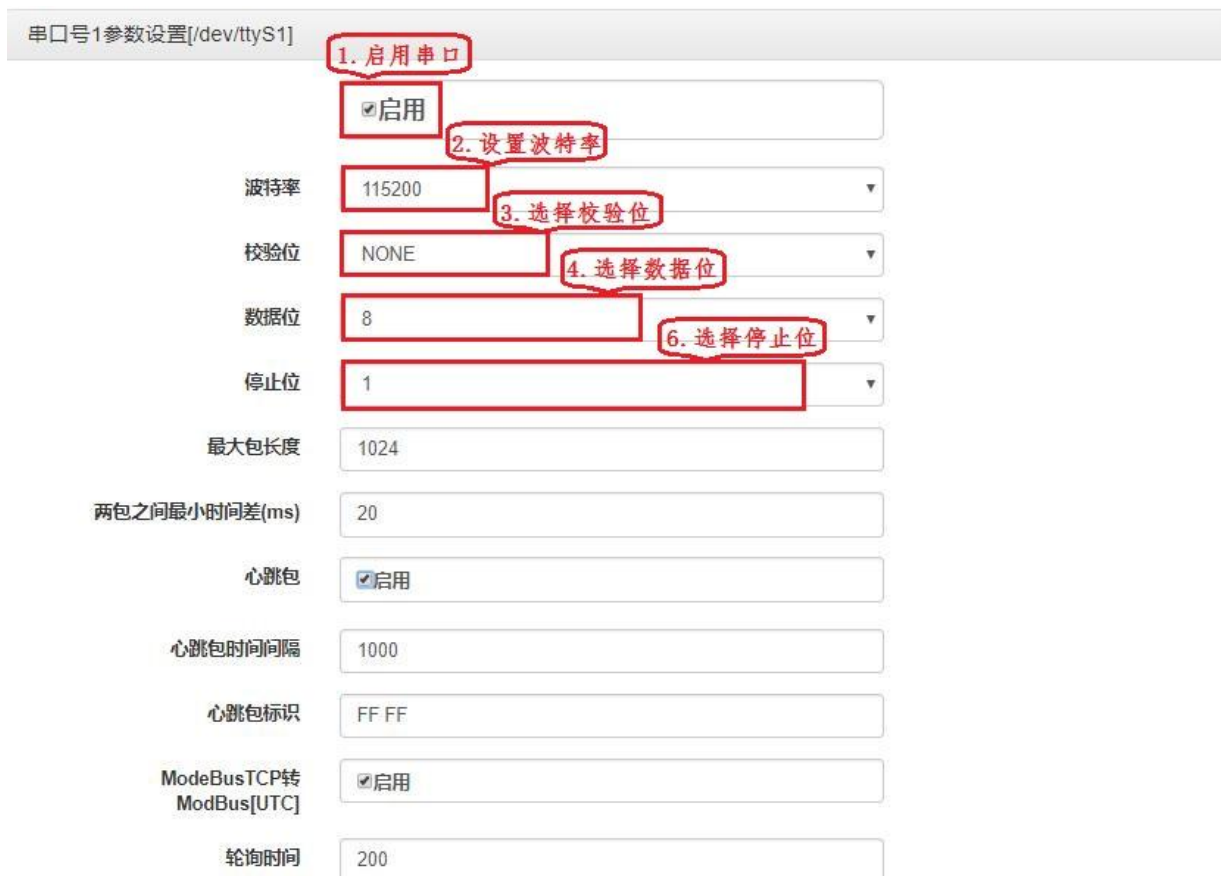 串口号1参数设置[/dev/ttyS1]
1. 启用串口
启用
2. 设置波特率
波特率
115200
3. 选择校验位
校验位
NONE
4. 选择数据位
数据位
8
6. 选择停止位
停止位
1
最大包长度
1024
两包之间最小时间差(ms)
20
心跳包
启用
心跳包时间间隔
1000
心跳包标识
FF FF
ModeBusTCP转
ModBus[UTC]
启用
轮询时间
200